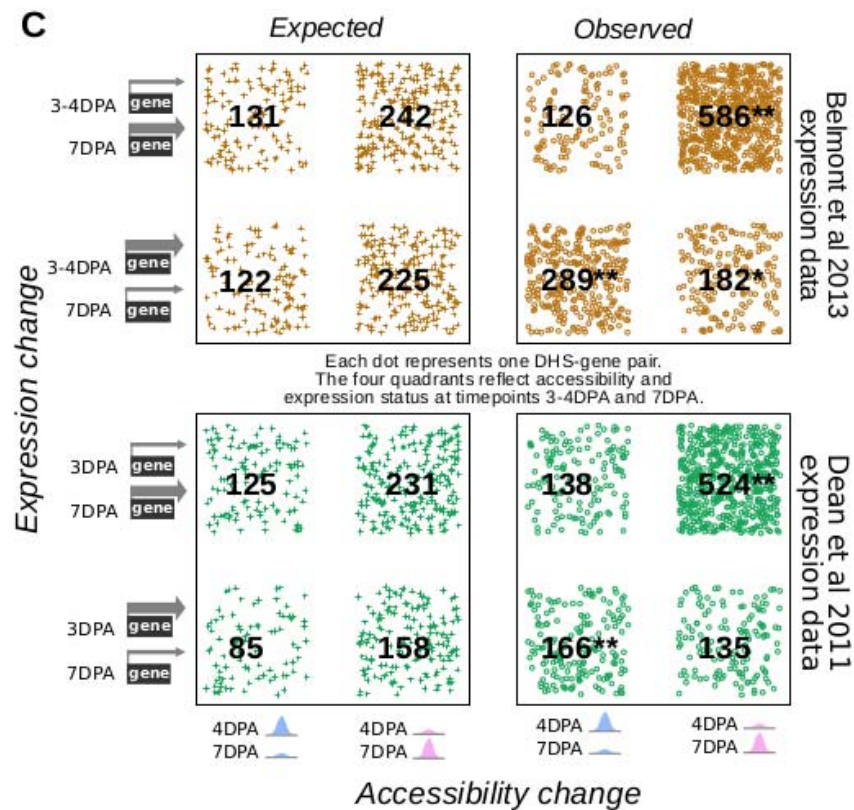 C
Expected
Observed
3-4DPA gene
7DPA gene
131
242
126
586**
3-4DPA gene
7DPA gene
122
225
289**
182*
Belmont et al 2013
expression data
Each dot represents one DHS-gene pair.
The four quadrants reflect accessibility and
expression status at timepoints 3-4DPA and 7DPA.
Expression change
3DPA gene
7DPA gene
125
231
138
524**
3DPA gene
7DPA gene
85
158
166**
135
Dean et al 2011
expression data
4DPA
7DPA
4DPA
7DPA
4DPA
7DPA
4DPA
7DPA
Accessibility change